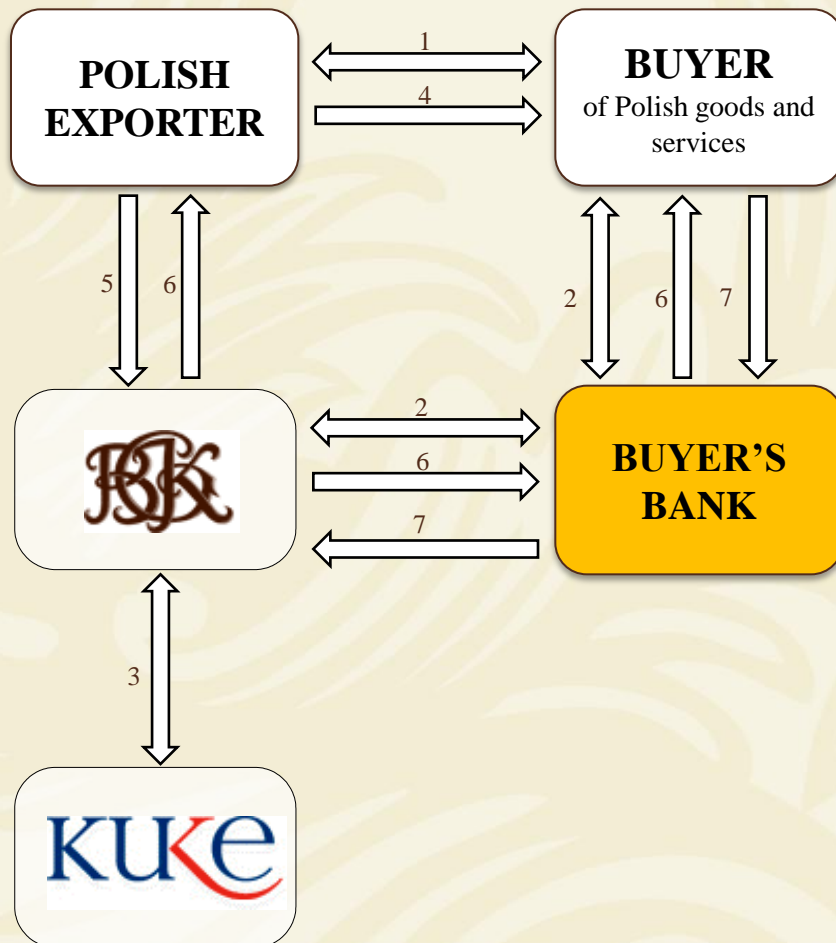 POLISH
EXPORTER
1
4
BUYER
of Polish goods and
services
5
6
2
6
7
BGK
2
6
7
BUYER’S
BANK
3
KUKE